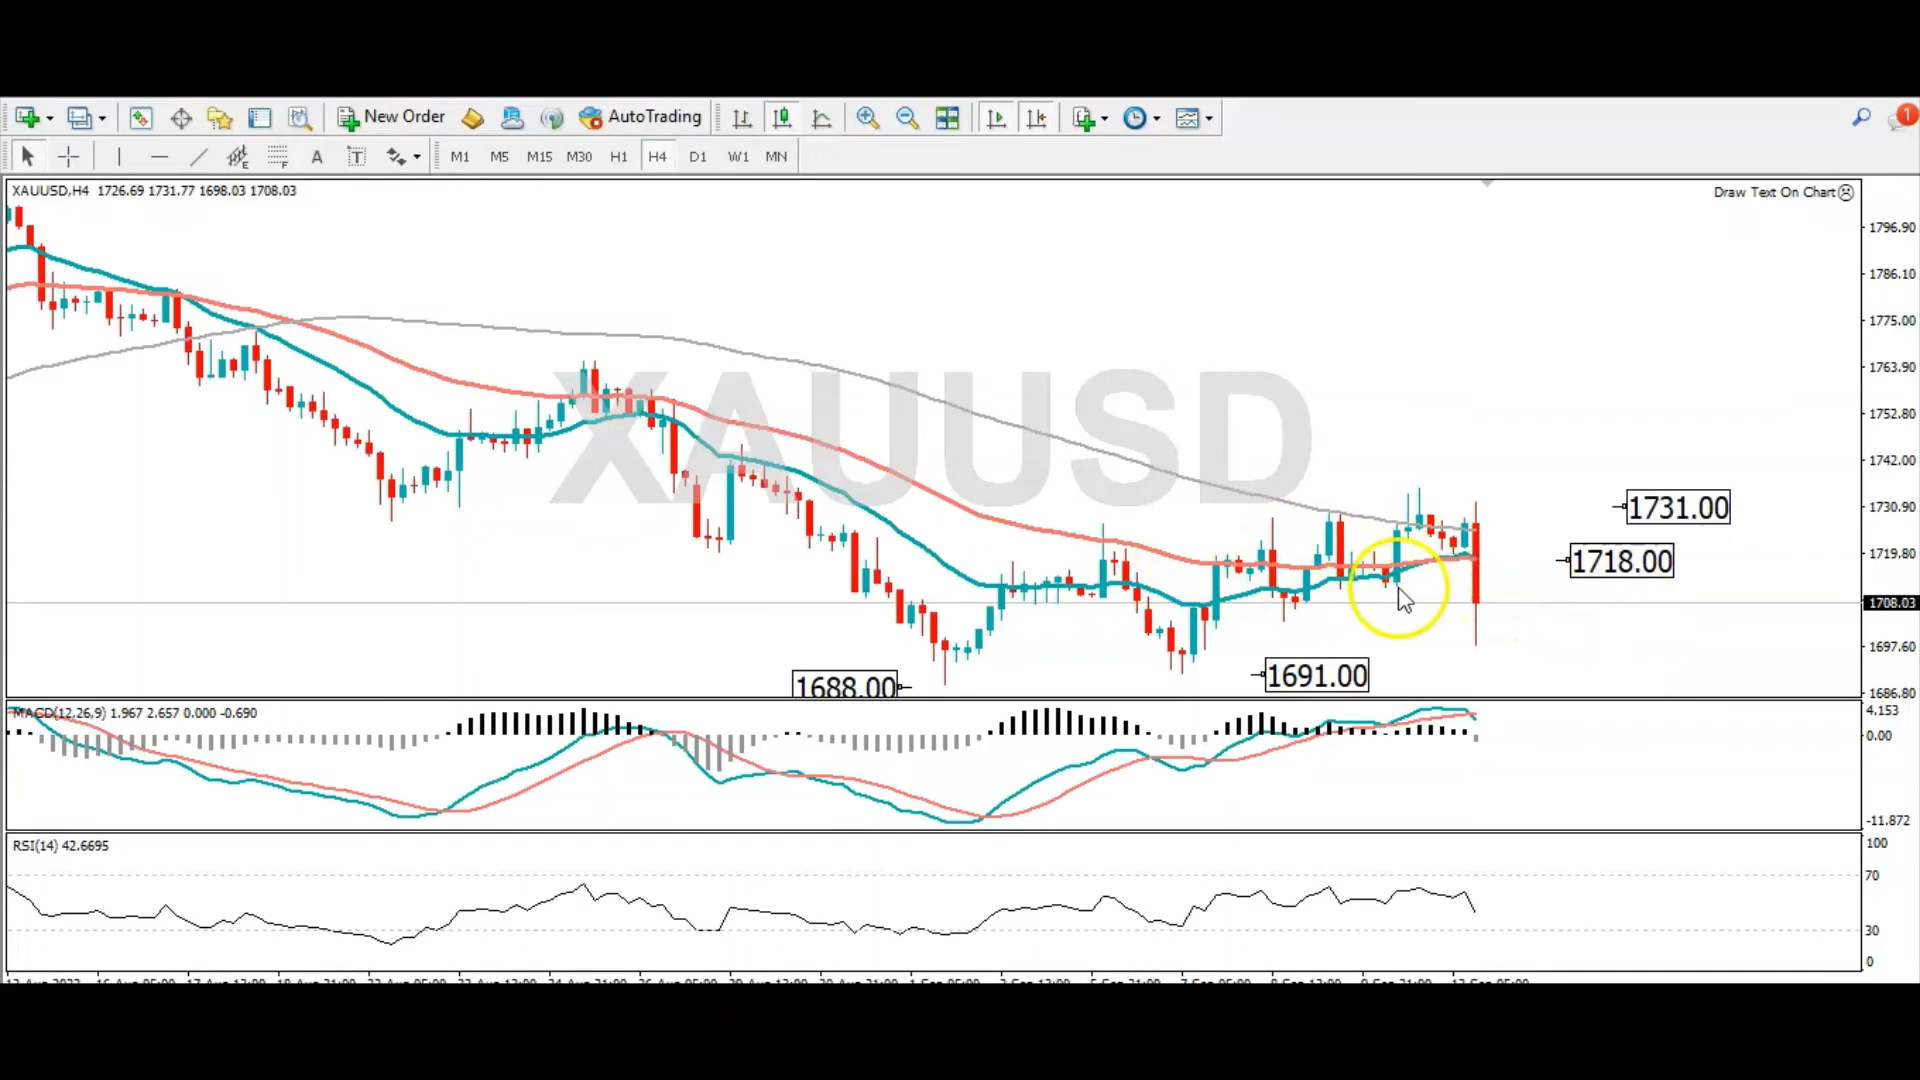 New Order
AutoTrading
1
A
T
E
F
M1 M5 M15 M30 H1 H4 D1 W1 MN
XAUUSD,H4 1726.69 1731.77 1698.03 1708.03
Draw Text On Chart
XAUUSD
1796.90
1786.10
1775.00
1763.90
1752.80
1742.00
1730.90
1731.00
1719.80
1718.00
1708.03
1697.60
1691.00
1688.00
1686.80
MACD(12,26,9) 1.967 2.657 0.000 -0.690
4.153
0.00
-11.872
RSI(14) 42.6695
100
70
30
0